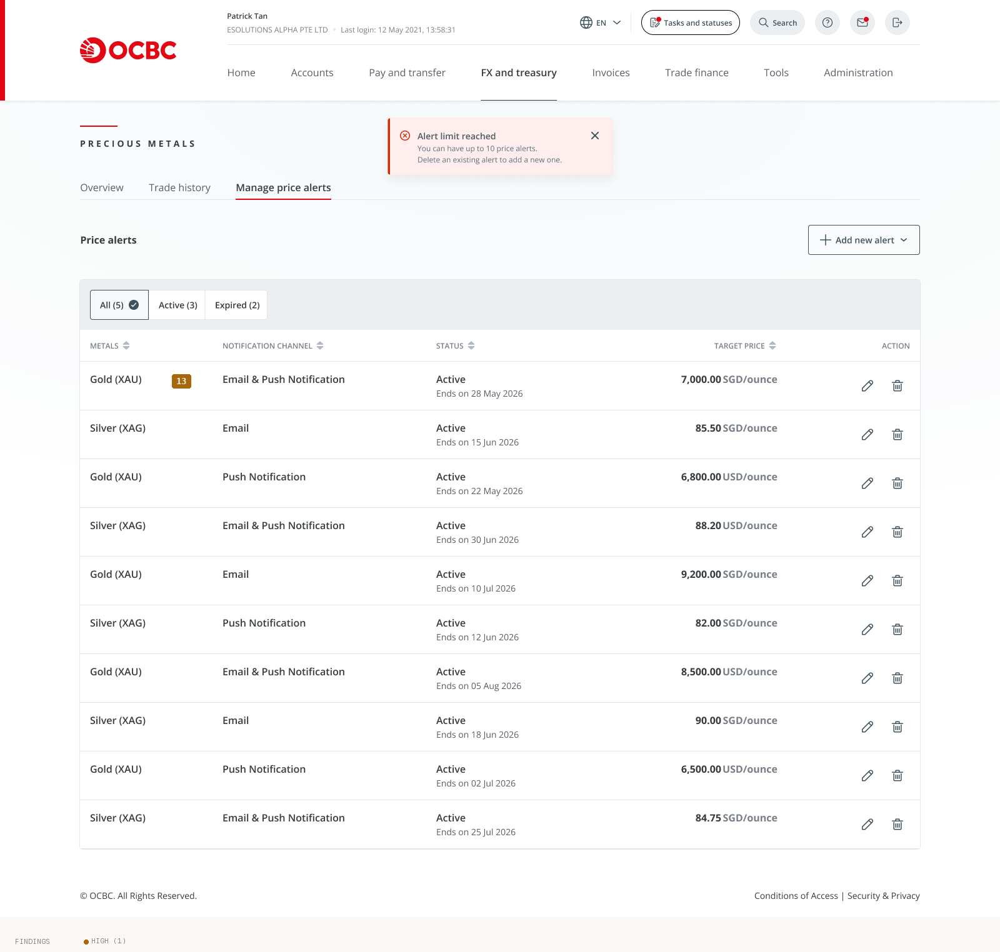 Patrick Tan
ESOLUTIONS ALPHA PTE LTD • Last login: 12 May 2021, 13:58:31
EN
Tasks and statuses
Search
OCBC
Home Accounts Pay and transfer FX and treasury Invoices Trade finance Tools Administration
PRECIOUS METALS
Alert limit reached
You can have up to 10 price alerts.
Delete an existing alert to add a new one.
Overview Trade history Manage price alerts
Price alerts
Add new alert
All (5) Active (3) Expired (2)
METALS NOTIFICATION CHANNEL STATUS TARGET PRICE ACTION
Gold (XAU) 13 Email & Push Notification Active 7,000.00 SGD/ounce
Ends on 28 May 2026
Silver (XAG) Email Active 85.50 SGD/ounce
Ends on 15 Jun 2026
Gold (XAU) Push Notification Active 6,800.00 USD/ounce
Ends on 22 May 2026
Silver (XAG) Email & Push Notification Active 88.20 USD/ounce
Ends on 30 Jun 2026
Gold (XAU) Email Active 9,200.00 SGD/ounce
Ends on 10 Jul 2026
Silver (XAG) Push Notification Active 82.00 SGD/ounce
Ends on 12 Jun 2026
Gold (XAU) Email & Push Notification Active 8,500.00 USD/ounce
Ends on 05 Aug 2026
Silver (XAG) Email Active 90.00 SGD/ounce
Ends on 18 Jun 2026
Gold (XAU) Push Notification Active 6,500.00 USD/ounce
Ends on 02 Jul 2026
Silver (XAG) Email & Push Notification Active 84.75 SGD/ounce
Ends on 25 Jul 2026
© OCBC. All Rights Reserved. Conditions of Access | Security & Privacy
FINDINGS HIGH (1)